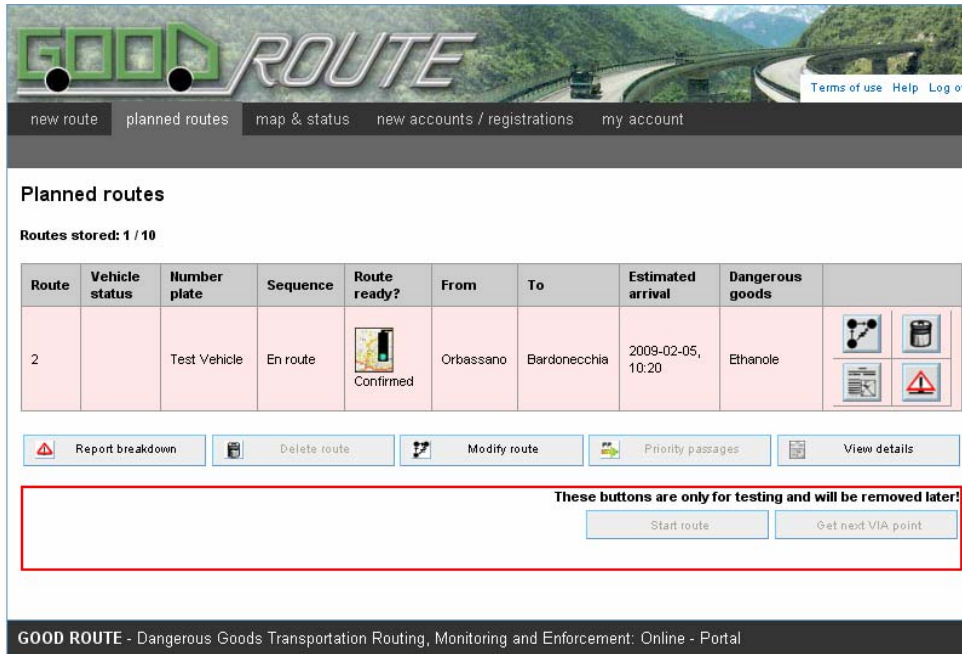 GOOD ROUTE
Terms of use Help Log o
new route planned routes map & status new accounts / registrations my account
Planned routes
Routes stored: 1 / 10
Route Vehicle status Number plate Sequence Route ready? From To Estimated arrival Dangerous goods
2 Test Vehicle En route Confirmed Orbassano Bardonecchia 2009-02-05, 10:20 Ethanole
Report breakdown Delete route Modify route Priority passages View details
These buttons are only for testing and will be removed later!
Start route Get next VIA point
GOOD ROUTE - Dangerous Goods Transportation Routing, Monitoring and Enforcement: Online - Portal